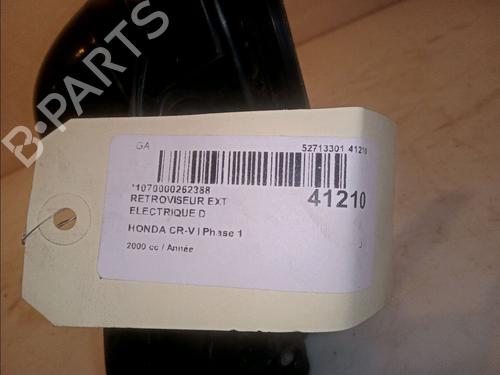 B-PARTS
GA
52713301 41210
*1070000262388
RETROVISEUR EXT
ELECTRIQUE D
41210
HONDA CR-V I Phase 1
2000 cc / Année